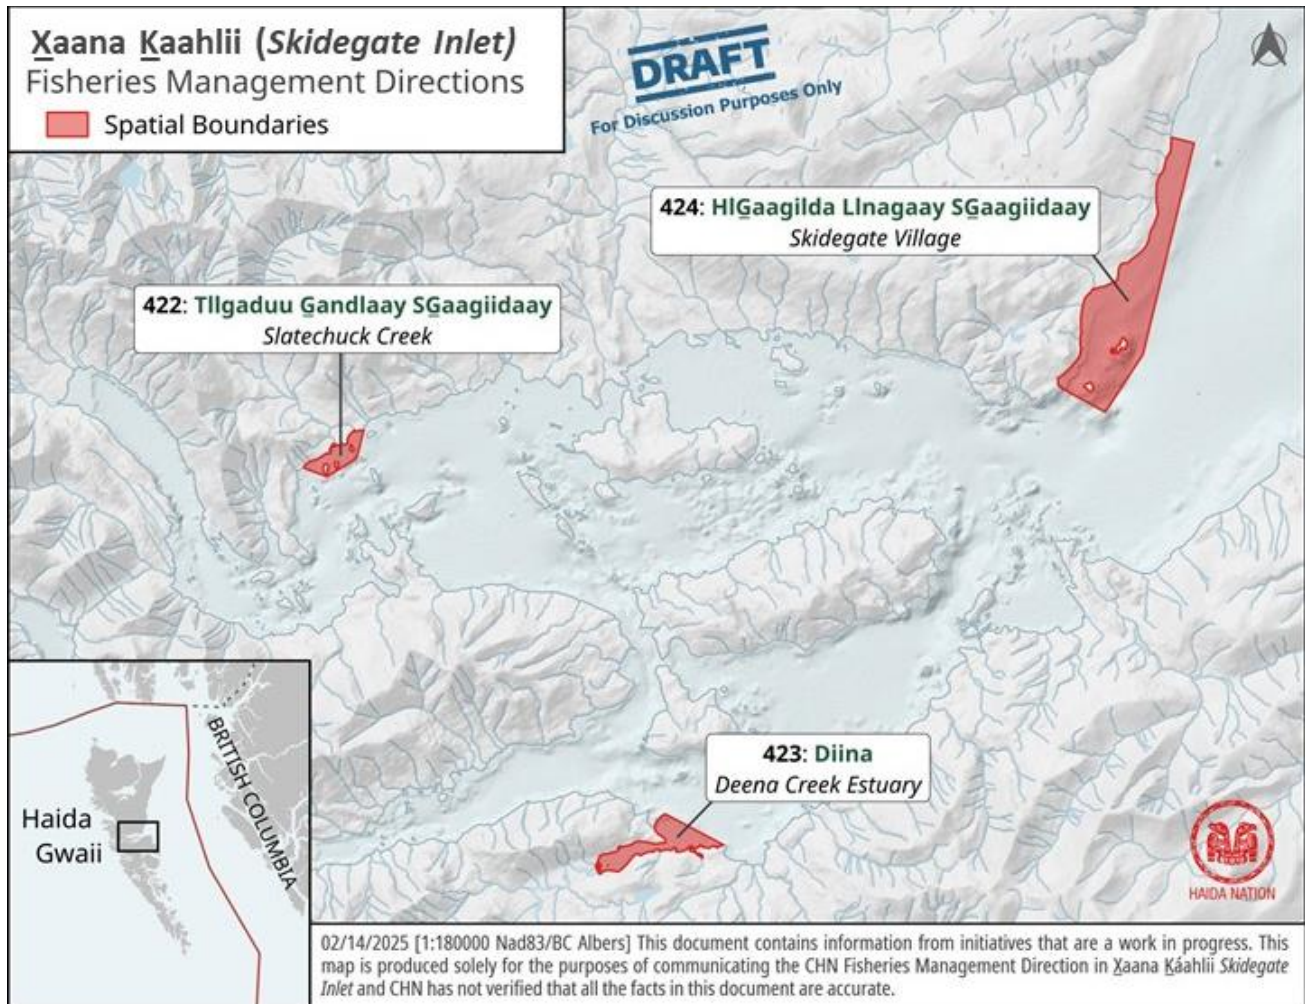 X̱aana Ḵaahlii (Skidegate Inlet)
Fisheries Management Directions
Spatial Boundaries
DRAFT
For Discussion Purposes Only
424: HlG̱aagilda Llnagaay SG̱aagiidaay
Skidegate Village
422: Tllgaduu G̱andlaay SG̱aagiidaay
Slatechuck Creek
423: Diina
Deena Creek Estuary
BRITISH COLUMBIA
Haida
Gwaii
HAIDA NATION
02/14/2025 [1:180000 Nad83/BC Albers] This document contains information from initiatives that are a work in progress. This
map is produced solely for the purposes of communicating the CHN Fisheries Management Direction in X̱aana Ḵáahlii Skidegate
Inlet and CHN has not verified that all the facts in this document are accurate.